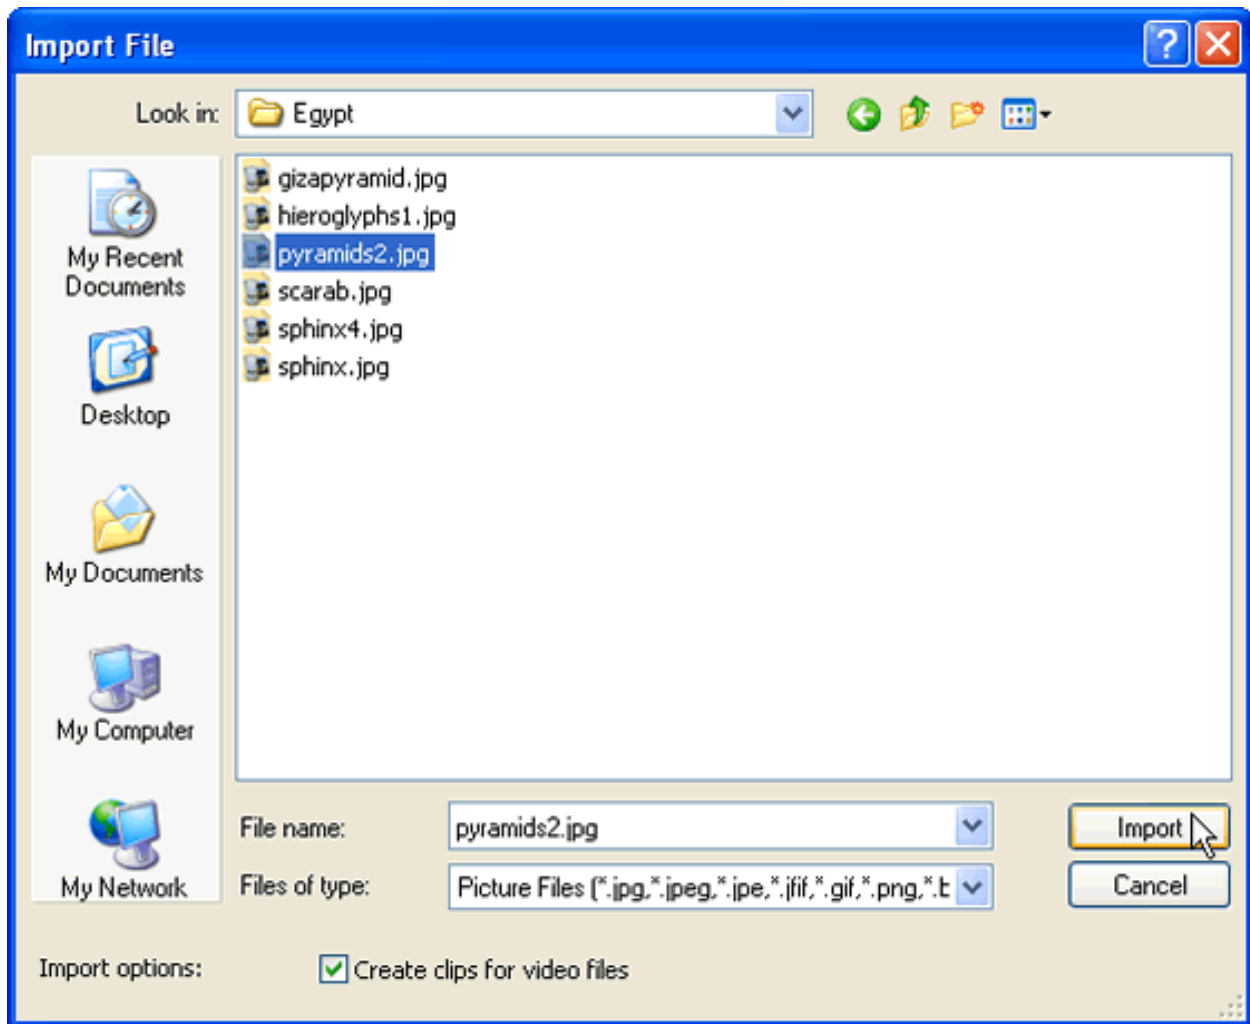 Import File
?
Look in:
Egypt
gizapyramid.jpg
hieroglyphs1.jpg
pyramids2.jpg
scarab.jpg
sphinx4.jpg
sphinx.jpg
My Recent
Documents
Desktop
My Documents
My Computer
My Network
File name:
pyramids2.jpg
Import
Files of type:
Picture Files (*.jpg,*.jpeg,*.jpe,*.jfif,*.gif,*.png,*.b
Cancel
Import options:
Create clips for video files